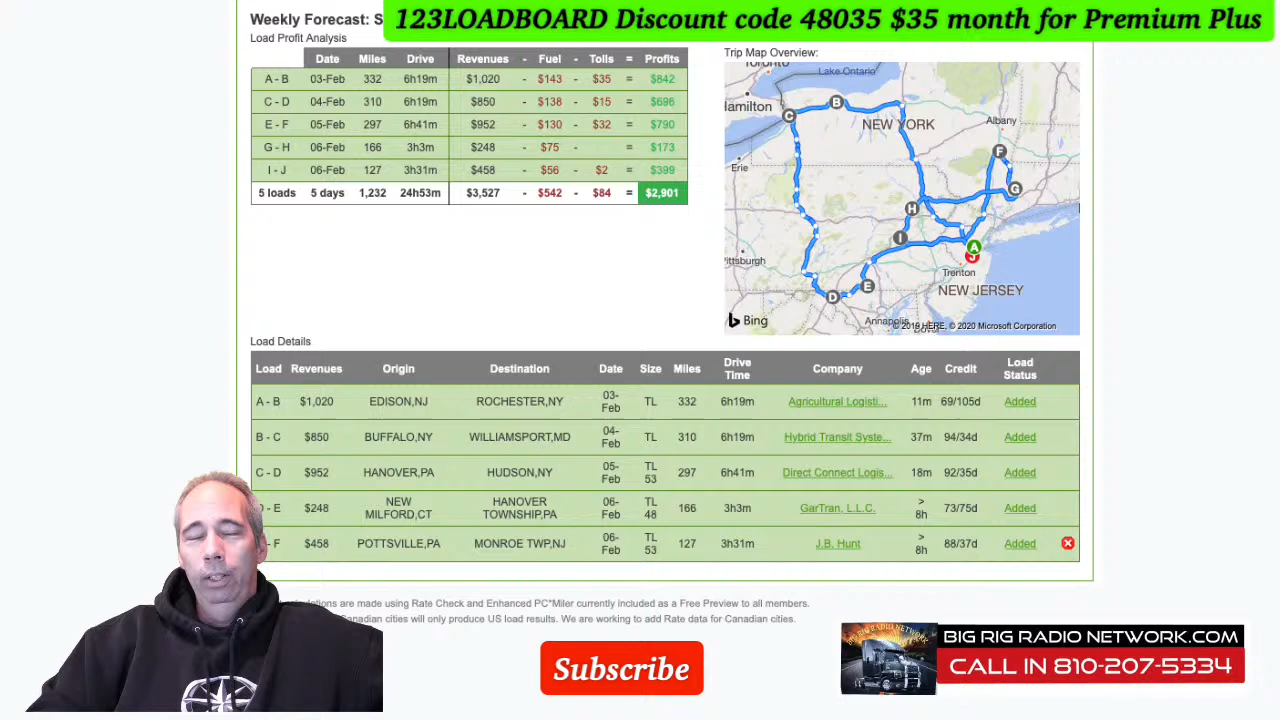 123LOADBOARD Discount code 48035 $35 month for Premium Plus
Weekly Forecast: S
Load Profit Analysis
Date Miles Drive Revenues - Fuel - Tolls = Profits
A - B 03-Feb 332 6h19m $1,020 - $143 - $35 = $842
C - D 04-Feb 310 6h19m $850 - $138 - $15 = $696
E - F 05-Feb 297 6h41m $952 - $130 - $32 = $790
G - H 06-Feb 166 3h3m $248 - $75 - = $173
I - J 06-Feb 127 3h31m $458 - $56 - $2 = $399
5 loads 5 days 1,232 24h53m $3,527 - $542 - $84 = $2,901
Trip Map Overview:
Toronto
Lake Ontario
Hamilton
B
C
NEW YORK
Albany
Erie
F
G
H
I
A
J
Pittsburgh
Trenton
E
D
NEW JERSEY
Annapolis
Dover
Bing
© 2019 HERE, © 2020 Microsoft Corporation
Load Details
Load Revenues Origin Destination Date Size Miles Drive Time Company Age Credit Load Status
A - B $1,020 EDISON,NJ ROCHESTER,NY 03-Feb TL 332 6h19m Agricultural Logisti... 11m 69/105d Added
B - C $850 BUFFALO,NY WILLIAMSPORT,MD 04-Feb TL 310 6h19m Hybrid Transit Syste... 37m 94/34d Added
C - D $952 HANOVER,PA HUDSON,NY 05-Feb TL 53 297 6h41m Direct Connect Logis... 18m 92/35d Added
- E $248 NEW MILFORD,CT HANOVER TOWNSHIP,PA 06-Feb TL 48 166 3h3m GarTran, L.L.C. > 8h 73/75d Added
- F $458 POTTSVILLE,PA MONROE TWP,NJ 06-Feb TL 53 127 3h31m J.B. Hunt > 8h 88/37d Added
are made using Rate Check and Enhanced PC*Miler currently included as a Free Preview to all members.
Canadian cities will only produce US load results. We are working to add Rate data for Canadian cities.
Subscribe
BIG RIG RADIO NETWORK.COM
CALL IN 810-207-5334